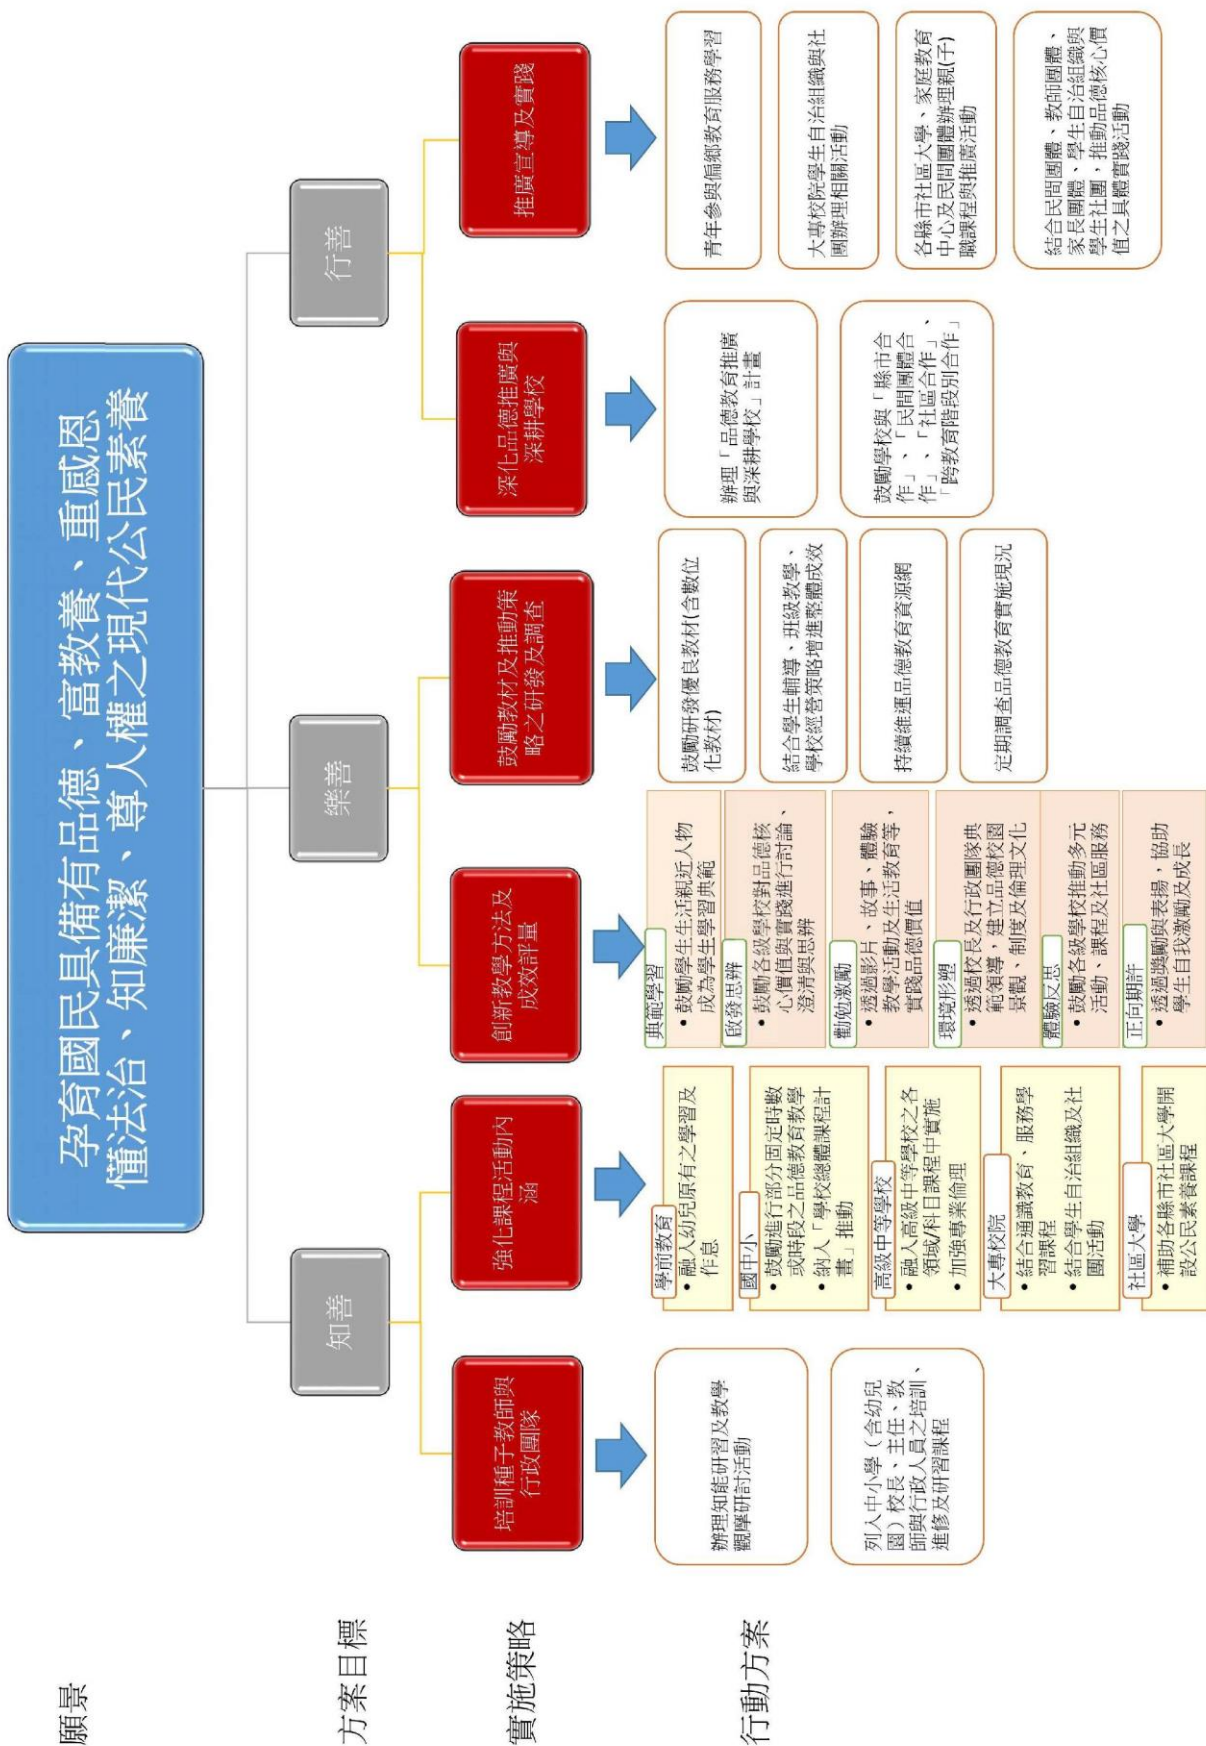 願景
孕育國民具備有品德、富教養、重感恩
懂法治、知廉潔、尊人權之現代公民素養
方案目標
知善
樂善
行善
實施策略
培訓種子教師與
行政團隊
強化課程活動內
涵
創新教學方法及
成效評量
鼓勵教材及推動策
略之研發及調查
深化品德推廣與
深耕學校
推廣宣導及實踐
行動方案
辦理知能研習及教學
觀摩研討活動
列入中小學（含幼兒
園）校長、主任、教
師與行政人員之培訓、
進修及研習課程
學前教育
• 融入幼兒原有之學習及
作息
國中小
• 鼓勵進行部分固定時數
或時段之品德教育教學
• 納入「學校總體課程計
畫」推動
高級中等學校
• 融入高級中等學校之各
領域/科目課程中實施
• 加強專業倫理
大專校院
• 結合通識教育、服務學
習課程
• 結合學生自治組織及社
團活動
社區大學
• 補助各縣市社區大學開
設公民素養課程
典範學習
• 鼓勵學生生活親近人物
成為學生學習典範
啟發思辨
• 鼓勵各級學校對品德核
心價值與實踐進行討論、
澄清與思辨
勸勉激勵
• 透過影片、故事、體驗
教學活動及生活教育等，
實踐品德價值
環境形塑
• 透過校長及行政團隊典
範領導，建立品德校園
景觀、制度及倫理文化
體驗反思
• 鼓勵各級學校推動多元
活動、課程及社區服務
正向期許
• 透過獎勵與表揚，協助
學生自我激勵及成長
鼓勵研發優良教材(含數位
化教材)
結合學生輔導、班級教學、
學校經營策略增進整體成效
持續維運品德教育資源網
定期調查品德教育實施現況
辦理「品德教育推廣
與深耕學校」計畫
鼓勵學校與「縣市合
作」、「民間團體合
作」、「社區合作」、
「跨教育階段別合作」
青年參與偏鄉教育服務學習
大專校院學生自治組織與社
團辦理相關活動
各縣市社區大學、家庭教育
中心及民間團體辦理親(子)
職課程與推廣活動
結合民間團體、教師團體、
家長團體、學生自治組織與
學生社團，推動品德核心價
值之具體實踐活動